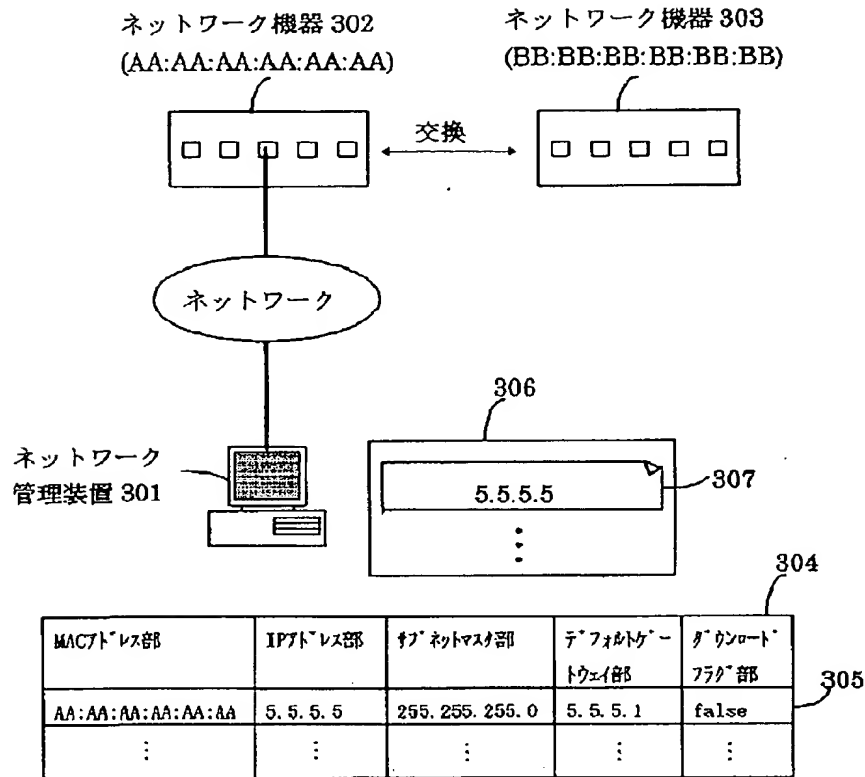 ネットワーク機器 302
(AA:AA:AA:AA:AA:AA)
ネットワーク機器 303
(BB:BB:BB:BB:BB:BB)
交換
ネットワーク
ネットワーク
管理装置 301
306
5.5.5.5
307
304
MACアドレス部 IPアドレス部 サブネットマスタ部 デフォルトゲー ダウンロード
トウェイ部 フラグ部
305
AA:AA:AA:AA:AA:AA 5.5.5.5 255.255.255.0 5.5.5.1 false